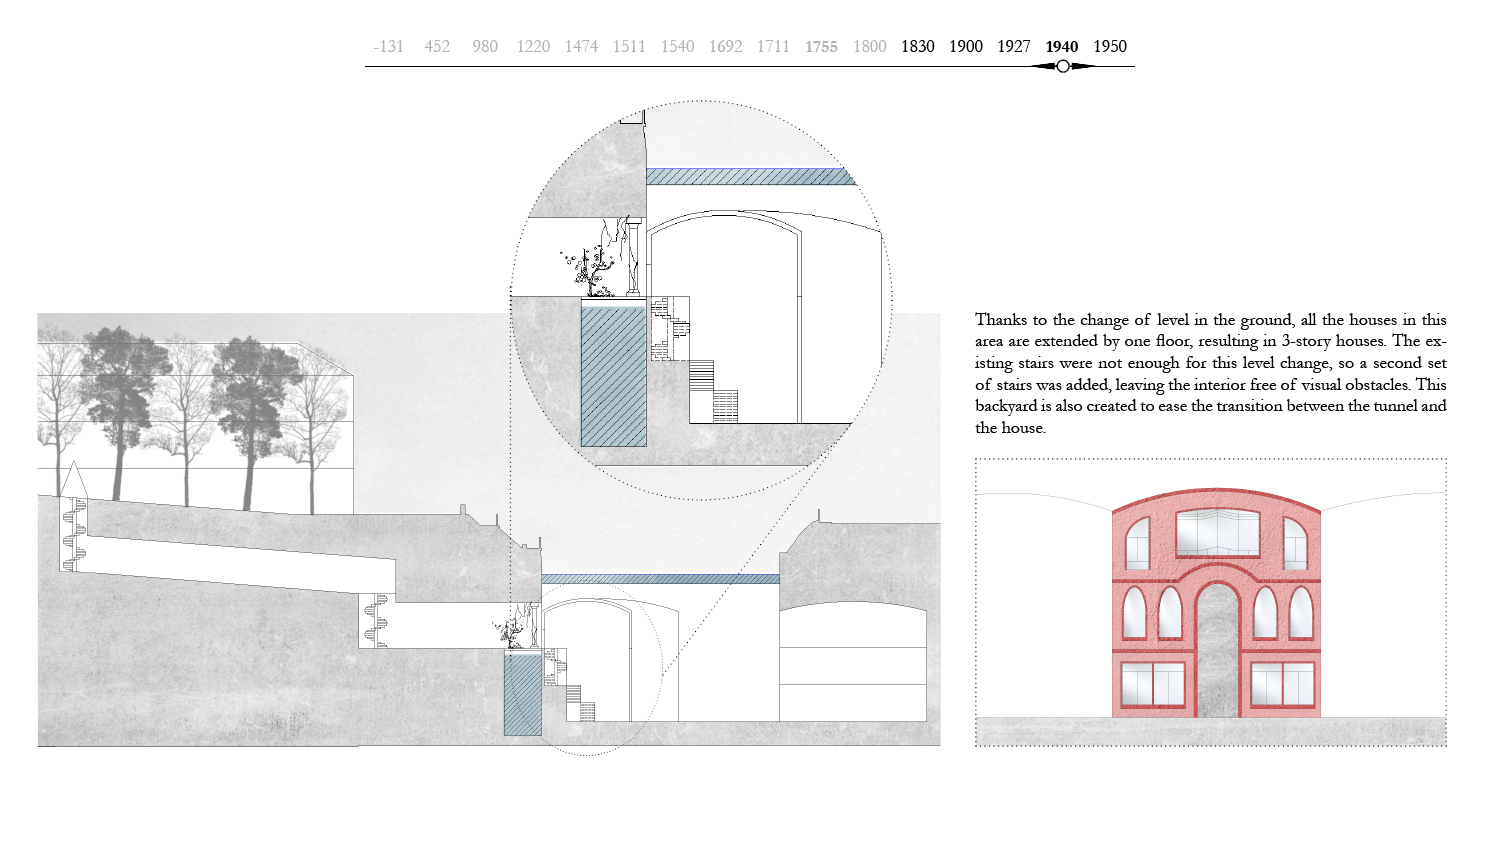 -131 452 980 1220 1474 1511 1540 1692 1711 1755 1800 1830 1900 1927 1940 1950
Thanks to the change of level in the ground, all the houses in this
area are extended by one floor, resulting in 3-story houses. The ex-
isting stairs were not enough for this level change, so a second set
of stairs was added, leaving the interior free of visual obstacles. This
backyard is also created to ease the transition between the tunnel and
the house.